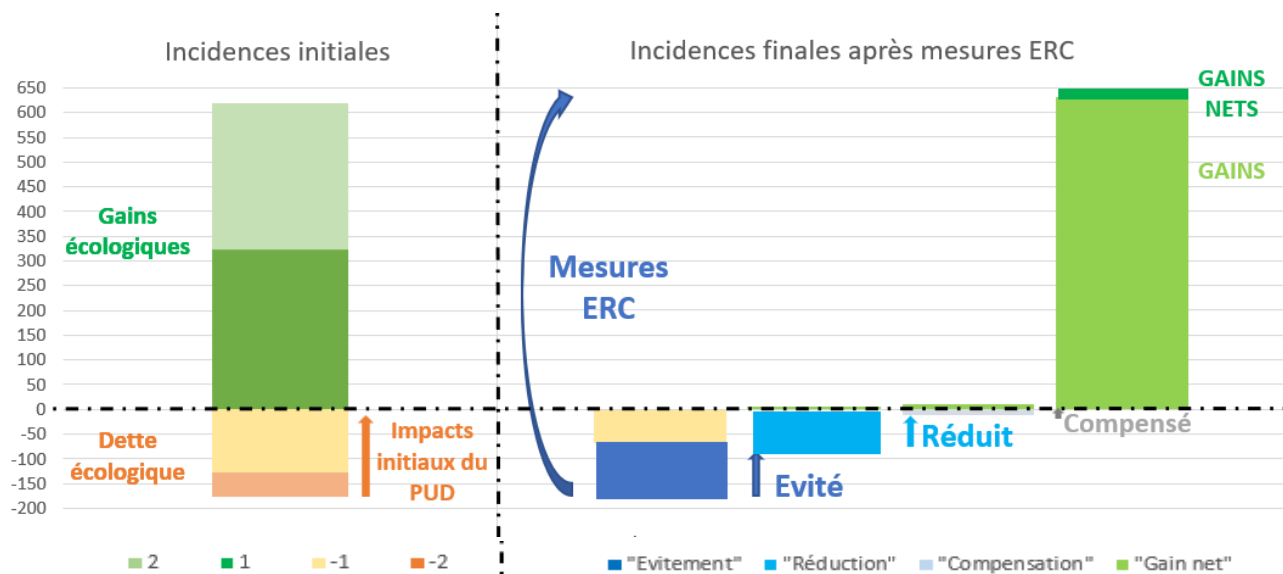 Incidences initiales
Incidences finales après mesures ERC
650
600
550
500
450
400
350
300
250
200
150
100
50
0
-50
-100
-150
-200
Gains
écologiques
Dette
écologique
Impacts
initiaux du
PUD
Mesures
ERC
Evité
Réduit
Compensé
GAINS
NETS
GAINS
2
1
-1
-2
"Evitement"
"Réduction"
"Compensation"
"Gain net"